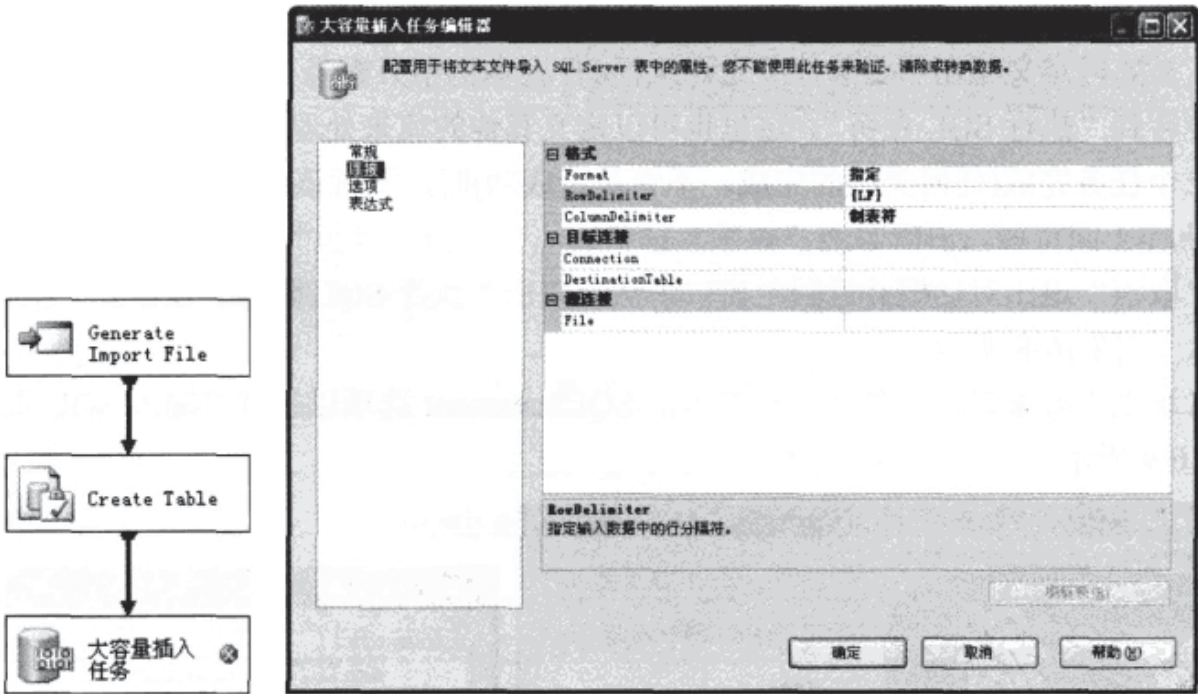 Generate
Import File
Create Table
大容量插入
任务
大容量插入任务编辑器
配置用于将文本文件导入 SQL Server 表中的属性。您不能使用此任务来验证、清除或转换数据。
常规
连接
选项
表达式
格式
Format 指定
RowDelimiter {LF}
ColumnDelimiter 制表符
目标连接
Connection
DestinationTable
源连接
File
RowDelimiter
指定输入数据中的行分隔符。
确定
取消
帮助(H)